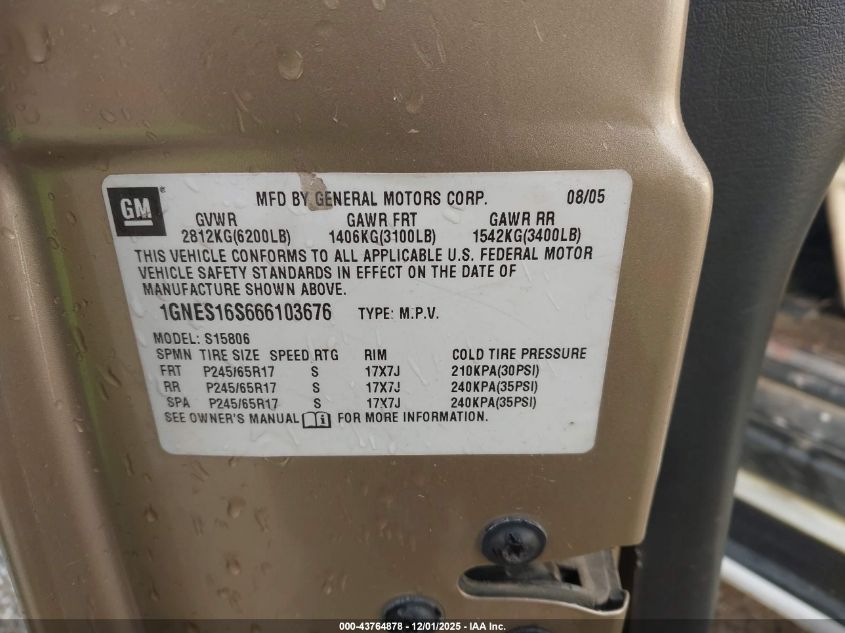 GM
MFD BY GENERAL MOTORS CORP. 08/05
GVWR GAWR FRT GAWR RR
2812KG(6200LB) 1406KG(3100LB) 1542KG(3400LB)
THIS VEHICLE CONFORMS TO ALL APPLICABLE U.S. FEDERAL MOTOR
VEHICLE SAFETY STANDARDS IN EFFECT ON THE DATE OF
MANUFACTURE SHOWN ABOVE.
1GNES16S666103676 TYPE: M.P.V.
MODEL: S15806
SPMN TIRE SIZE SPEED RTG RIM COLD TIRE PRESSURE
FRT P245/65R17 S 17X7J 210KPA(30PSI)
RR P245/65R17 S 17X7J 240KPA(35PSI)
SPA P245/65R17 S 17X7J 240KPA(35PSI)
SEE OWNER'S MANUAL FOR MORE INFORMATION.
000-43764878 - 12/01/2025 - IAA Inc.